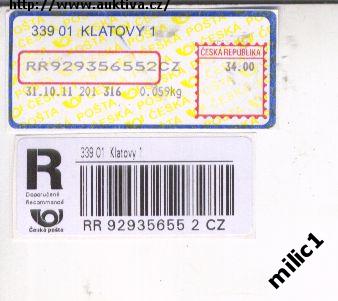 http://www.auktiva.cz/
339 01 KLATOVY 1
ČESKÁ REPUBLIKA
RR929356552CZ
34.00
31.10.11 201 316 0.059kg
ČESKÁ POŠTA
R
339 01 Klatovy 1
Doporučeně
Recommandé
Česká pošta
RR 92935655 2 CZ
milic1